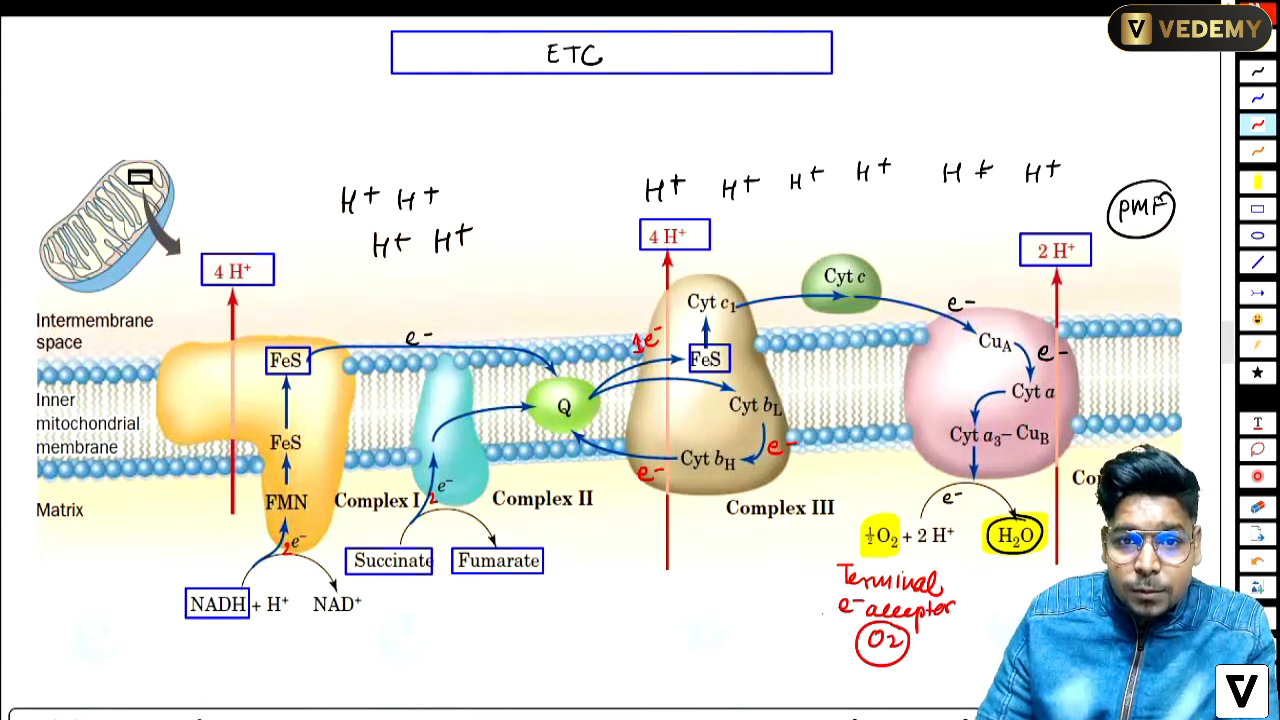 VEDEMY
ETC
H+ H+
H+ H+
H+ H+ H+ H+ H+ H+
PMF
4 H⁺
4 H⁺
2 H⁺
Cyt c
Cyt c₁
Intermembrane
space
e-
1e-
e-
CuA
e-
FeS
FeS
Inner
mitochondrial
membrane
Q
Cyt bL
Cyt a
FeS
e-
Cyt bH
e-
Cyt a₃–CuB
Matrix
FMN
Complex I
2e⁻
Complex II
Complex III
e-
2e⁻
½O₂ + 2 H⁺
H₂O
Succinate
Fumarate
NADH + H⁺
NAD⁺
Terminal
e- acceptor
O2
T